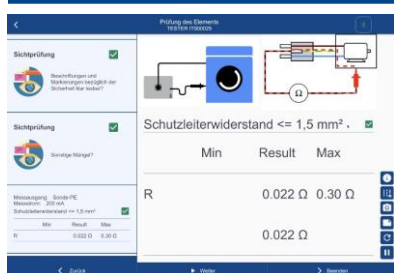 Prüfung des Elements
TESTER IT000029
Sichtprüfung
Beschriftungen und
Markierungen bezüglich der
Sicherheit klar lesbar?
Sichtprüfung
Sonstige Mängel?
Messausgang Sonde-PE
Messstrom 200 mA
Schutzleiterwiderstand <= 1,5 mm²
Min Result Max
R 0.022 Ω 0.30 Ω
Ω
Schutzleiterwiderstand <= 1,5 mm² ,
Min Result Max
R 0.022 Ω 0.30 Ω
0.022 Ω
Zurück
Weiter
Beenden